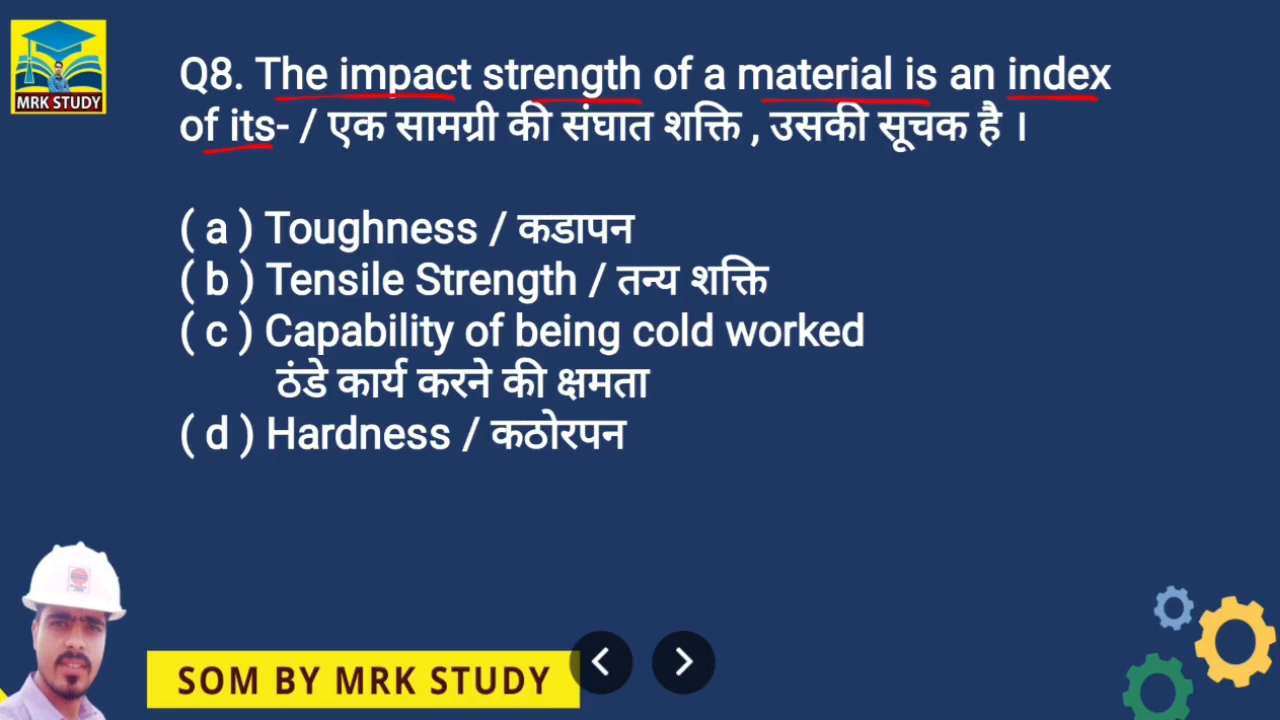 MRK STUDY
Q8. The impact strength of a material is an index
of its- / एक सामग्री की संघात शक्ति , उसकी सूचक है ।
( a ) Toughness / कडापन
( b ) Tensile Strength / तन्य शक्ति
( c ) Capability of being cold worked
ठंडे कार्य करने की क्षमता
( d ) Hardness / कठोरपन
SOM BY MRK STUDY